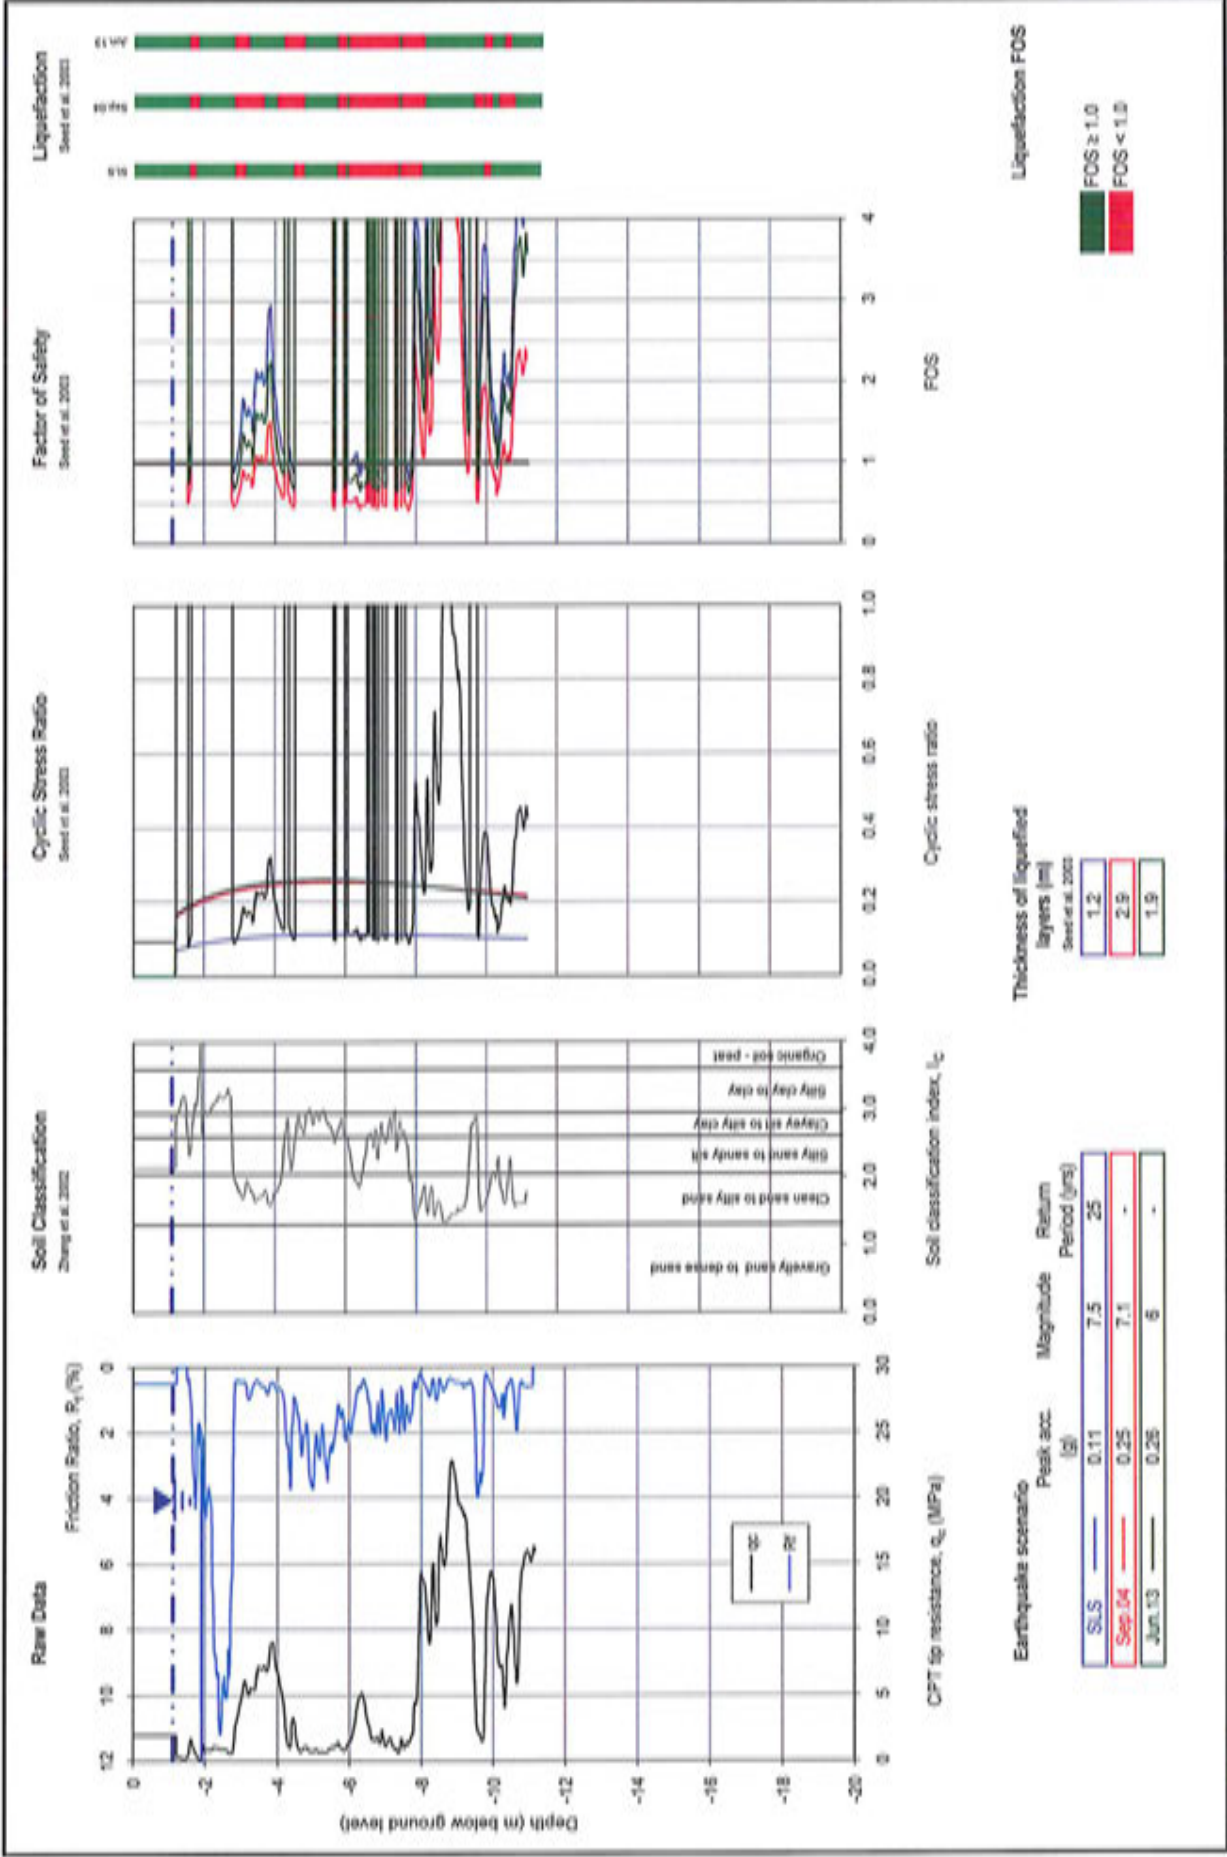 Raw Data
Friction Ratio, Rf (%)
12 10 8 6 4 2 0
0
-2
-4
-6
-8
-10
-12
-14
-16
-18
-20
Depth (m below ground level)
qc
Rf
0 5 10 15 20 25 30
CPT tip resistance, qc (MPa)
Soil Classification
Zhang et al. 2002
Gravelly sand to dense sand
Clean sand to silty sand
Silty sand to sandy silt
Clayey silt to silty clay
Silty clay to clay
Organic soil - peat
0.0 1.0 2.0 3.0 4.0
Soil classification index, Ic
Cyclic Stress Ratio
Seed et al. 2003
0.0 0.2 0.4 0.6 0.8 1.0
Cyclic stress ratio
Factor of Safety
Seed et al. 2003
0 1 2 3 4
FOS
Liquefaction
Seed et al. 2003
SLS Sep.04 Jun.13
Earthquake scenario
Peak acc. (g) Magnitude Return Period (yrs)
SLS 0.11 7.5 25
Sep.04 0.25 7.1 -
Jun.13 0.26 6 -
Thickness of liquefied
layers (m)
Seed et al. 2003
1.2
2.9
1.9
Liquefaction FOS
FOS ≥ 1.0
FOS < 1.0